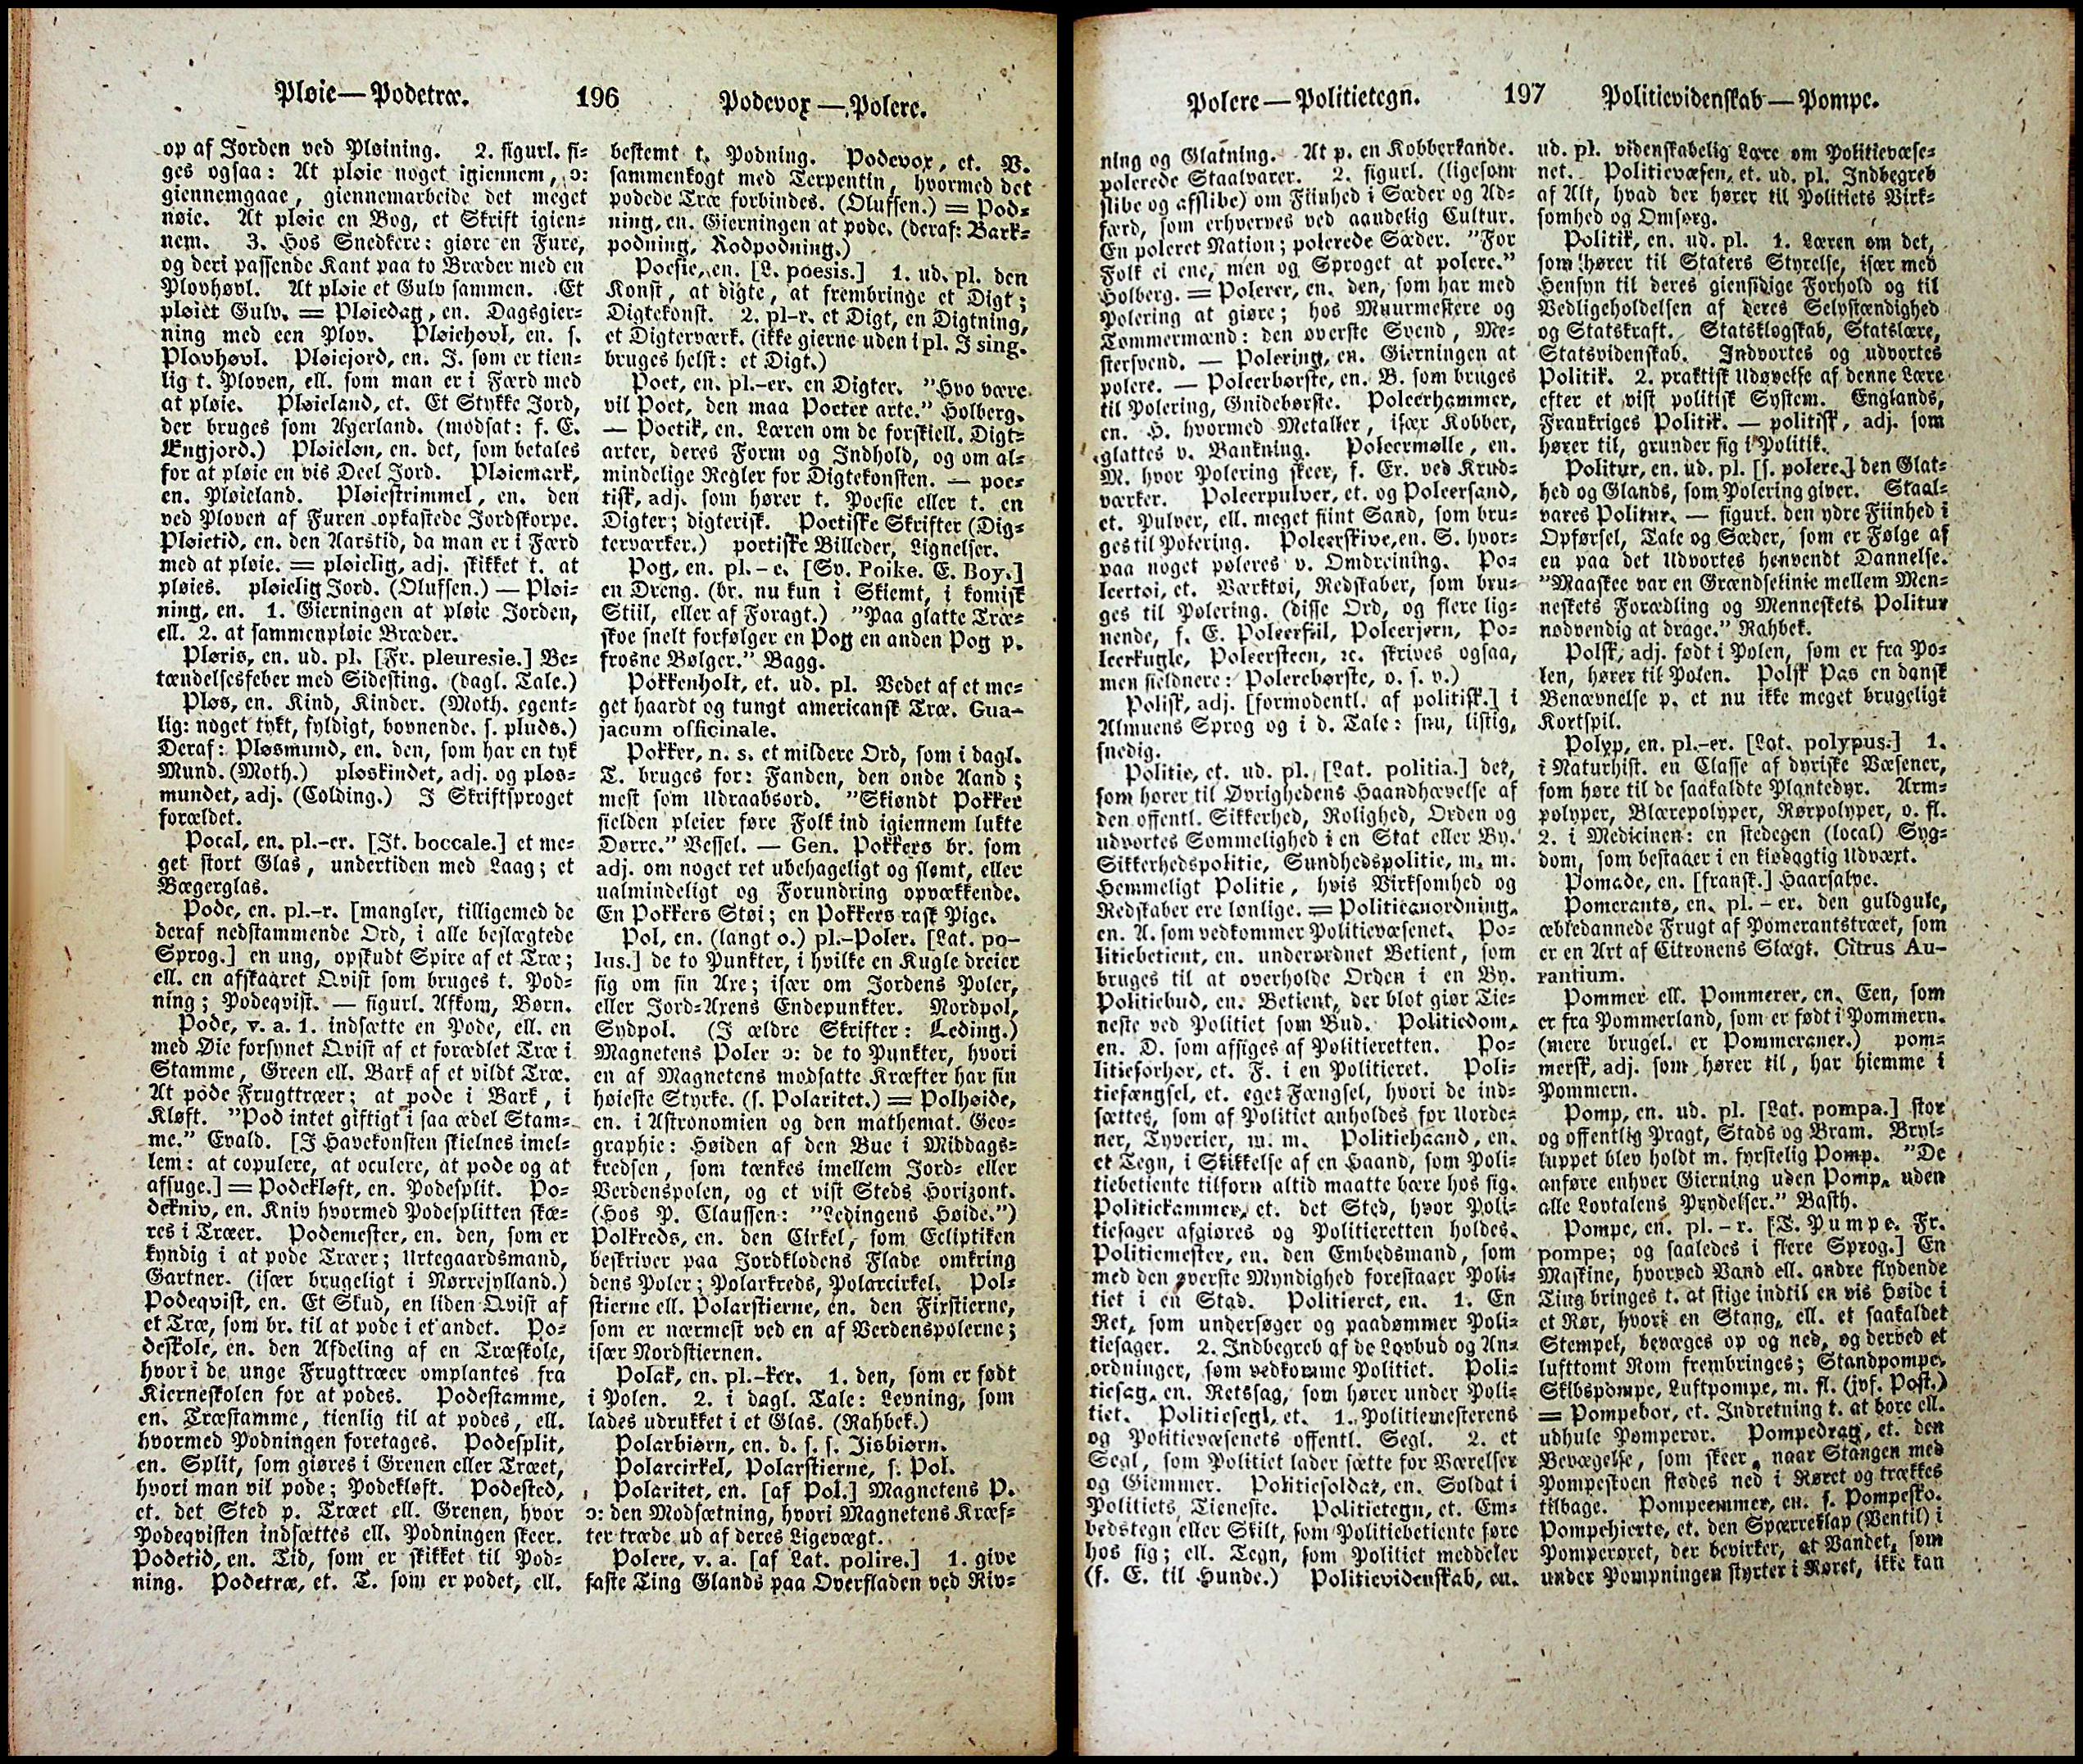 Pløie — Podetræ.
196
Podevox — Polere.
op af Jorden ved Pløining. 2. figurl. si-
ges ogsaa: At pløie noget igiennem, ɔ:
giennemgaae, giennemarbeide det meget
nøie. At pløie en Bog, et Skrift igien-
nem. 3. Hos Snedkere: giøre en Fure,
og deri passende Kant paa to Bræder med en
Plovhøvl. At pløie et Gulv sammen. Et
pløiet Gulv. = Pløiedag, en. Dagsgier-
ning med een Plov. Pløiehøvl, en. s.
Plovhøvl. Pløiejord, en. J. som er tien-
lig t. Ploven, ell. som man er i Færd med
at pløie. Pløieland, et. Et Stykke Jord,
der bruges som Agerland. (modsat: f. E.
Engjord.) Pløieløn, en. det, som betales
for at pløie en vis Deel Jord. Pløiemark,
en. Pløieland. Pløiestrimmel, en. den
ved Ploven af Furen opkastede Jordskorpe.
Pløietid, en. den Aarstid, da man er i Færd
med at pløie. = pløielig, adj. skikket t. at
pløies. pløielig Jord. (Olufsen.) — Pløi-
ning, en. 1. Gierningen at pløie Jorden,
ell. 2. at sammenpløie Bræder.
Pløris, en. ud. pl. [Fr. pleuresie.] Be-
tændelsesfeber med Sidesting. (dagl. Tale.)
Pløs, en. Kind, Kinder. (Moth. egent-
lig: noget tykt, fyldigt, bovnende. s. pluds.)
Deraf: Pløsmund, en. den, som har en tyk
Mund. (Moth.) pløskindet, adj. og pløs-
mundet, adj. (Colding.) I Skriftsproget
forældet.
Pocal, en. pl.-er. [It. boccale.] et me-
get stort Glas, undertiden med Laag; et
Bægerglas.
Pode, en. pl.-r. [mangler, tilligemed de
deraf nedstammende Ord, i alle beslægtede
Sprog.] en ung, opskudt Spire af et Træ;
ell. en afskaaret Qvist som bruges t. Pod-
ning; Podeqvist. — figurl. Afkom, Børn.
Pode, v. a. 1. indsætte en Pode, ell. en
med Øie forsynet Qvist af et forædlet Træ i
Stamme, Green ell. Bark af et vildt Træ.
At pode Frugttræer; at pode i Bark, i
Kløft. "Pod intet giftigt i saa ædel Stam-
me." Evald. [I Havekonsten skielnes imel-
lem: at copulere, at oculere, at pode og at
afsuge.] = Podekløft, en. Podesplit. Po-
dekniv, en. Kniv hvormed Podesplitten skæ-
res i Træer. Podemester, en. den, som er
kyndig i at pode Træer; Urtegaardsmand,
Gartner. (især brugeligt i Nørrejylland.)
Podeqvist, en. Et Skud, en liden Qvist af
et Træ, som br. til at pode i et andet. Po-
deskole, en. den Afdeling af en Træskole,
hvori de unge Frugttræer omplantes fra
Kierneskolen for at podes. Podestamme,
en. Træstamme, tienlig til at podes, ell.
hvormed Podningen foretages. Podesplit,
en. Split, som giøres i Grenen eller Træet,
hvori man vil pode; Podekløft. Podested,
et. det Sted p. Træet ell. Grenen, hvor
Podeqvisten indsættes ell. Podningen skeer.
Podetid, en. Tid, som er skikket til Pod-
ning. Podetræ, et. T. som er podet, ell.
bestemt t. Podning. Podevox, et. V.
sammenkogt med Terpentin, hvormed det
podede Træ forbindes. (Olufsen.) = Pod-
ning, en. Gierningen at pode. (deraf: Bark-
podning, Rodpodning.)
Poesie, en. [L. poesis.] 1. ud. pl. den
Konst, at digte, at frembringe et Digt;
Digtekonst. 2. pl-r. et Digt, en Digtning,
et Digterværk. (ikke gierne uden i pl. I sing.
bruges helst: et Digt.)
Poet, en. pl.-er. en Digter. "Hvo være
vil Poet, den maa Poeter arte." Holberg.
— Poetik, en. Læren om de forskiell. Digt-
arter, deres Form og Indhold, og om al-
mindelige Regler for Digtekonsten. — poe-
tisk, adj. som hører t. Poesie eller t. en
Digter; digterisk. Poetiske Skrifter (Dig-
terværker.) poetiske Billeder, Lignelser.
Pog, en. pl.-e. [Sv. Poike. E. Boy.]
en Dreng. (br. nu kun i Skiemt, i komisk
Stiil, eller af Foragt.) "Paa glatte Træ-
skoe snelt forfølger en Pog en anden Pog p.
frosne Bølger." Bagg.
Pokkenholt, et. ud. pl. Vedet af et me-
get haardt og tungt americansk Træ. Gua-
jacum officinale.
Pokker, n. s. et mildere Ord, som i dagl.
T. bruges for: Fanden, den onde Aand;
mest som Udraabsord. "Skiøndt Pokker
sielden pleier føre Folk ind igiennem lukte
Dørre." Vessel. — Gen. Pokkers br. som
adj. om noget ret ubehageligt og slemt, eller
ualmindeligt og Forundring opvækkende.
En Pokkers Støi; en Pokkers rask Pige.
Pol, en. (langt o.) pl.-Poler. [Lat. po-
lus.] de to Punkter, i hvilke en Kugle dreier
sig om sin Axe; især om Jordens Poler,
eller Jord-Axens Endepunkter. Nordpol,
Sydpol. (I ældre Skrifter: Leding.)
Magnetens Poler ɔ: de to Punkter, hvori
en af Magnetens modsatte Kræfter har sin
høieste Styrke. (s. Polaritet.) = Polhøide,
en. i Astronomien og den mathemat. Geo-
graphie: Høiden af den Bue i Middags-
kredsen, som tænkes imellem Jord- eller
Verdenspolen, og et vist Steds Horizont.
(Hos P. Claussen: "Ledingens Høide.")
Polkreds, en. den Cirkel, som Ecliptiken
beskriver paa Jordklodens Flade omkring
dens Poler; Polarkreds, Polarcirkel. Pol-
stierne ell. Polarstierne, en. den Fixstierne,
som er nærmest ved en af Verdenspolerne;
især Nordstiernen.
Polak, en. pl.-ker. 1. den, som er født
i Polen. 2. i dagl. Tale: Levning, som
lades udrukket i et Glas. (Rahbek.)
Polarbiørn, en. d. s. s. Iisbiørn.
Polarcirkel, Polarstierne, s. Pol.
Polaritet, en. [af Pol.] Magnetens P.
ɔ: den Modsætning, hvori Magnetens Kræf-
ter træde ud af deres Ligevægt.
Polere, v. a. [af Lat. polire.] 1. give
faste Ting Glands paa Overfladen ved Riv-
Polere — Politietegn.
197
Politievidenskab — Pompe.
ning og Glatning. At p. en Kobberkande.
polerede Staalvarer. 2. figurl. (ligesom
slibe og afslibe) om Fiinhed i Sæder og Ad-
færd, som erhverves ved aandelig Cultur.
En poleret Nation; polerede Sæder. "For
Folk ei ene, men og Sproget at polere."
Holberg. = Polerer, en. den, som har med
Polering at giøre; hos Muurmestere og
Tømmermænd: den øverste Svend, Me-
stersvend. — Polering, en. Gierningen at
polere. — Poleerbørste, en. B. som bruges
til Polering, Gnidebørste. Poleerhammer,
en. H. hvormed Metaller, især Kobber,
glattes v. Bankning. Poleermølle, en.
M. hvor Polering skeer, f. Ex. ved Krud-
værker. Poleerpulver, et. og Poleersand,
et. Pulver, ell. meget fiint Sand, som bru-
ges til Polering. Poleerskive, en. S. hvor-
paa noget poleres v. Omdreining. Po-
leertøi, et. Værktøi, Redskaber, som bru-
ges til Polering. (disse Ord, og flere lig-
nende, f. E. Poleerfiil, Poleerjern, Po-
leerkugle, Poleersteen, ꝛc. skrives ogsaa,
men sieldnere: Polerebørste, o. s. v.)
Polisk, adj. [formodentl. af politisk.] i
Almuens Sprog og i d. Tale: snu, listig,
snedig.
Politie, et. ud. pl. [Lat. politia.] det,
som hører til Øvrighedens Haandhævelse af
den offentl. Sikkerhed, Rolighed, Orden og
udvortes Sommelighed i en Stat eller By.
Sikkerhedspolitie, Sundhedspolitie, m. m.
Hemmeligt Politie, hvis Virksomhed og
Redskaber ere lønlige. = Politieanordning,
en. A. som vedkommer Politievæsenet. Po-
litiebetient, en. underordnet Betient, som
bruges til at overholde Orden i en By.
Politiebud, en. Betient, der blot giør Tie-
neste ved Politiet som Bud. Politiedom,
en. D. som afsiges af Politieretten. Po-
litieforhør, et. F. i en Politieret. Poli-
tiefængsel, et. eget Fængsel, hvori de ind-
sættes, som af Politiet anholdes for Uorde-
ner, Tyverier, m. m. Politiehaand, en.
et Tegn, i Skikkelse af en Haand, som Poli-
tiebetiente tilforn altid maatte bære hos sig.
Politiekammer, et. det Sted, hvor Poli-
tiesager afgiøres og Politieretten holdes.
Politiemester, en. den Embedsmand, som
med den øverste Myndighed forestaaer Poli-
tiet i en Stad. Politieret, en. 1. En
Ret, som undersøger og paadømmer Poli-
tiesager. 2. Indbegreb af de Lovbud og An-
ordninger, som vedkomme Politiet. Poli-
tiesag, en. Retssag, som hører under Poli-
tiet. Politiesegl, et. 1. Politiemesterens
og Politievæsenets offentl. Segl. 2. et
Segl, som Politiet lader sætte for Værelser
og Giemmer. Politiesoldat, en. Soldat i
Politiets Tieneste. Politietegn, et. Em-
bedstegn eller Skilt, som Politiebetiente føre
hos sig; ell. Tegn, som Politiet meddeler
(f. E. til Hunde.) Politievidenskab, en.
ud. pl. videnskabelig Lære om Politievæse-
net. Politievæsen, et. ud. pl. Indbegreb
af Alt, hvad der hører til Politiets Virk-
somhed og Omsorg.
Politik, en. ud. pl. 1. Læren om det,
som hører til Staters Styrelse, især med
Hensyn til deres giensidige Forhold og til
Vedligeholdelsen af deres Selvstændighed
og Statskraft. Statskløgskab, Statslære,
Statsvidenskab. Indvortes og udvortes
Politik. 2. praktisk Udøvelse af denne Lære
efter et vist politisk System. Englands,
Frankriges Politik. — politisk, adj. som
hører til, grunder sig i Politik.
Politur, en. ud. pl. [s. polere.] den Glat-
hed og Glands, som Polering giver. Staal-
vares Politur. — figurl. den ydre Fiinhed i
Opførsel, Tale og Sæder, som er Følge af
en paa det Udvortes henvendt Dannelse.
"Maaskee var en Grændselinie mellem Men-
neskets Forædling og Menneskets Politur
nødvendig at drage." Rahbek.
Polsk, adj. født i Polen, som er fra Po-
len, hører til Polen. Polsk Pas en dansk
Benævnelse p. et nu ikke meget brugeligt
Kortspil.
Polyp, en. pl.-er. [Lat. polypus.] 1.
i Naturhist. en Classe af dyriske Væsener,
som høre til de saakaldte Plantedyr. Arm-
polyper, Blærepolyper, Rørpolyper, o. fl.
2. i Medicinen: en stedegen (local) Syg-
dom, som bestaaer i en kiødagtig Udvæxt.
Pomade, en. [fransk.] Haarsalve.
Pomerants, en. pl. - er. den guldgule,
æbledannede Frugt af Pomerantstræet, som
er en Art af Citronens Slægt. Citrus Au-
rantium.
Pommer ell. Pommerer, en. Een, som
er fra Pommerland, som er født i Pommern.
(mere brugel. er Pommeraner.) pom-
mersk, adj. som hører til, har hiemme i
Pommern.
Pomp, en. ud. pl. [Lat. pompa.] stor
og offentlig Pragt, Stads og Bram. Bryl-
luppet blev holdt m. fyrstelig Pomp. "De
anføre enhver Gierning uden Pomp, uden
alle Lovtalens Prydelser." Basth.
Pompe, en. pl. - r. [T. Pumpe. Fr.
pompe; og saaledes i flere Sprog.] En
Maskine, hvorved Vand ell. andre flydende
Ting bringes t. at stige indtil en vis Høide i
et Rør, hvori en Stang, ell. et saakaldet
Stempel, bevæges op og ned, og derved et
lufttomt Rom frembringes; Standpompe,
Skibspompe, Luftpompe, m. fl. (jvf. Post.)
= Pompebor, et. Indretning t. at bore ell.
udhule Pomperør. Pompedrag, et. den
Bevægelse, som skeer, naar Stangen med
Pompeskoen stødes ned i Røret og trækkes
tilbage. Pompeemmer, en. s. Pompesko.
Pompehierte, et. den Spærreklap (Ventil) i
Pomperøret, der bevirker, at Vandet, som
under Pompningen styrter i Røret, ikke kan